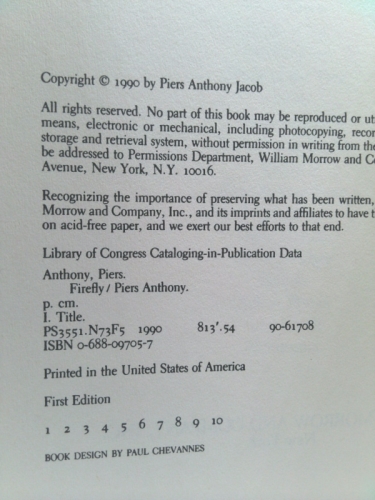 Copyright © 1990 by Piers Anthony Jacob
All rights reserved. No part of this book may be reproduced or
means, electronic or mechanical, including photocopying,
storage and retrieval system, without permission in writing from
be addressed to Permissions Department, William Morrow and
Avenue, New York, N.Y. 10016.
Recognizing the importance of preserving what has been written,
Morrow and Company, Inc., and its imprints and affiliates to have
on acid-free paper, and we exert our best efforts to that end.
Library of Congress Cataloging-in-Publication Data
Anthony, Piers.
Firefly / Piers Anthony.
p. cm.
I. Title.
PS3551.N73F5 1990 813'.54 90-61708
ISBN 0-688-09705-7
Printed in the United States of America
First Edition
1 2 3 4 5 6 7 8 9 10
BOOK DESIGN BY PAUL CHEVANNES